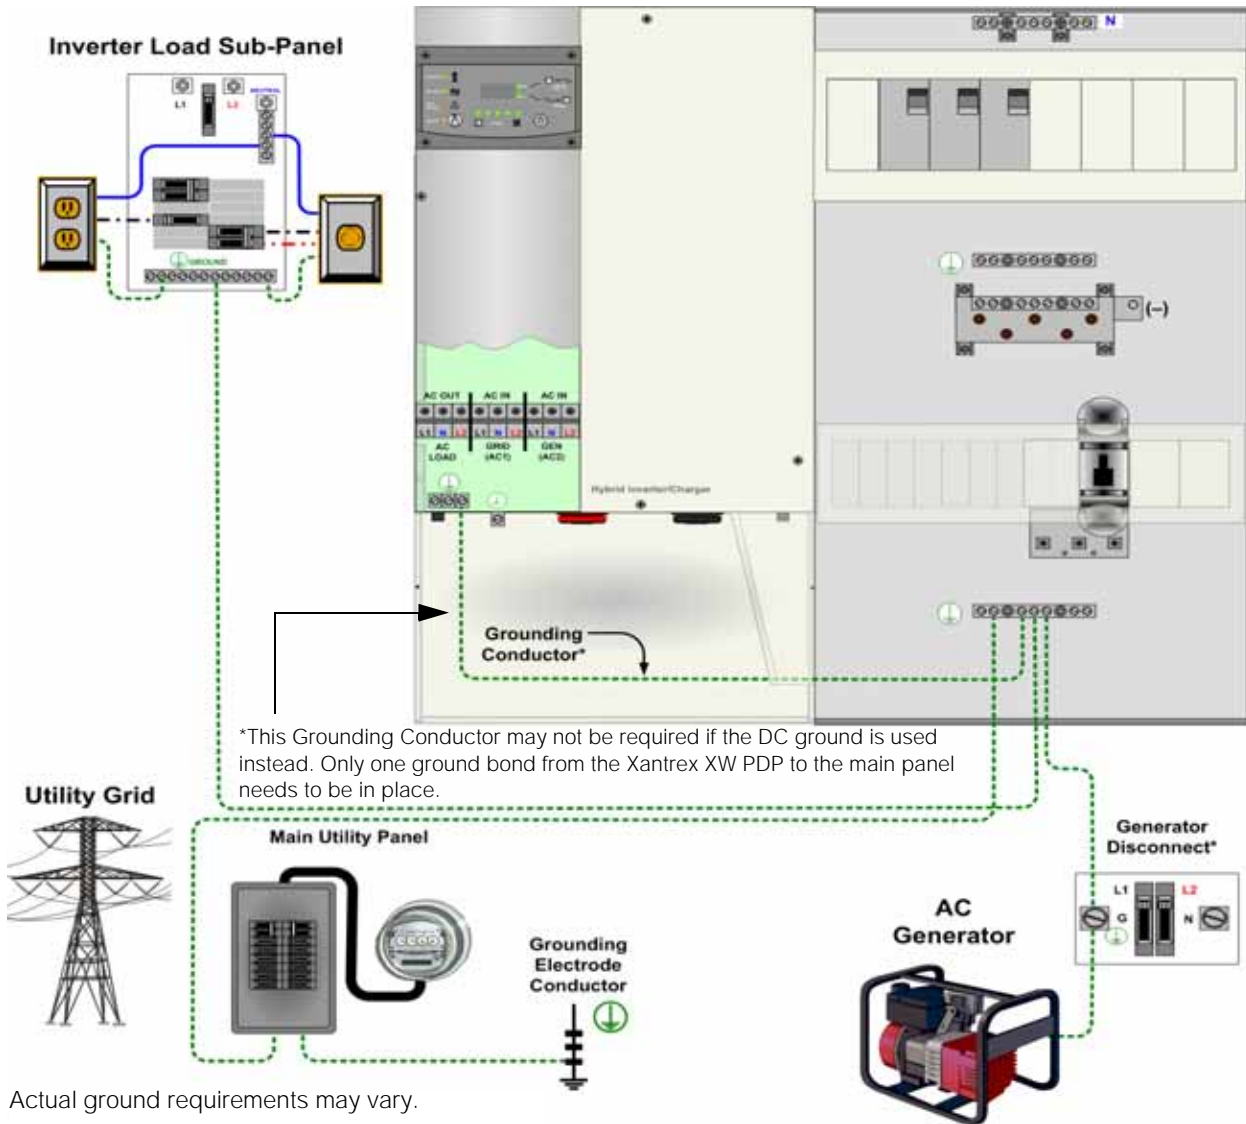 Inverter Load Sub-Panel
L1
L2
NEUTRAL
GROUND
N
(–)
AC OUT
AC IN
AC IN
L1 N L2 L1 N L2 L1 N L2
AC LOAD
GRID (AC1)
GEN (AC2)
Hybrid Inverter/Charger
Grounding
Conductor*
*This Grounding Conductor may not be required if the DC ground is used
instead. Only one ground bond from the Xantrex XW PDP to the main panel
needs to be in place.
Utility Grid
Main Utility Panel
Grounding
Electrode
Conductor
AC
Generator
Generator
Disconnect*
L1
L2
G
N
Actual ground requirements may vary.